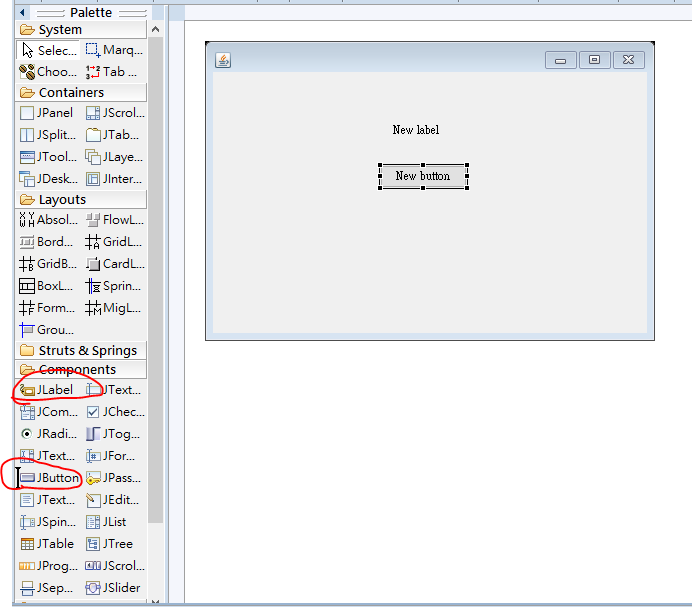 Palette
System
Selec... Marq...
Choo... Tab ...
Containers
JPanel JScrol...
JSplit... JTab...
JTool... JLaye...
JDesk... JInter...
Layouts
Absol... FlowL...
Bord... GridL...
GridB... CardL...
BoxL... Sprin...
Form... MigL...
Grou...
Struts & Springs
Components
JLabel JText...
JCom... JChec...
JRadi... JTog...
JText... JFor...
JButton JPass...
JText... JEdit...
JSpin... JList
JTable JTree
JProg... JScrol...
JSep... JSlider
New label
New button